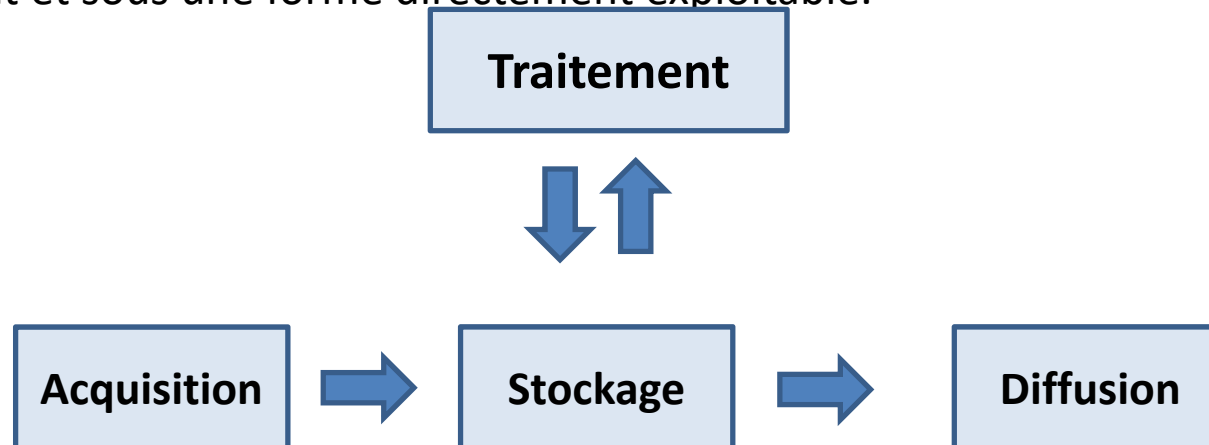 et sous une forme directement exploitable.
Traitement
Acquisition
Stockage
Diffusion